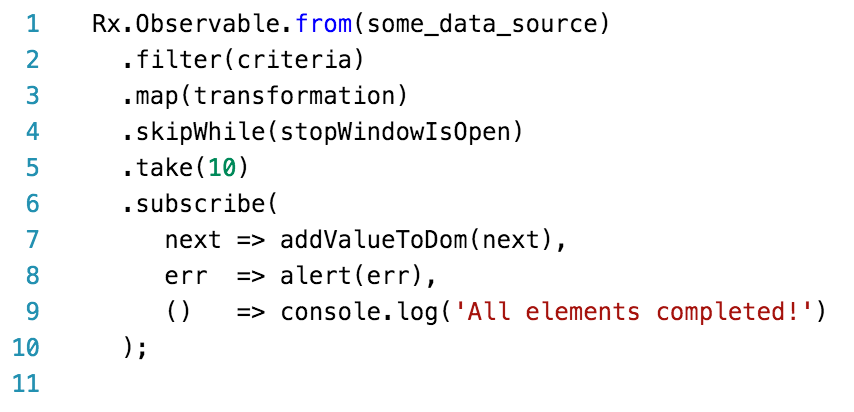 1 Rx.Observable.from(some_data_source)
2 .filter(criteria)
3 .map(transformation)
4 .skipWhile(stopWindowIsOpen)
5 .take(10)
6 .subscribe(
7 next => addValueToDom(next),
8 err => alert(err),
9 () => console.log('All elements completed!')
10 );
11